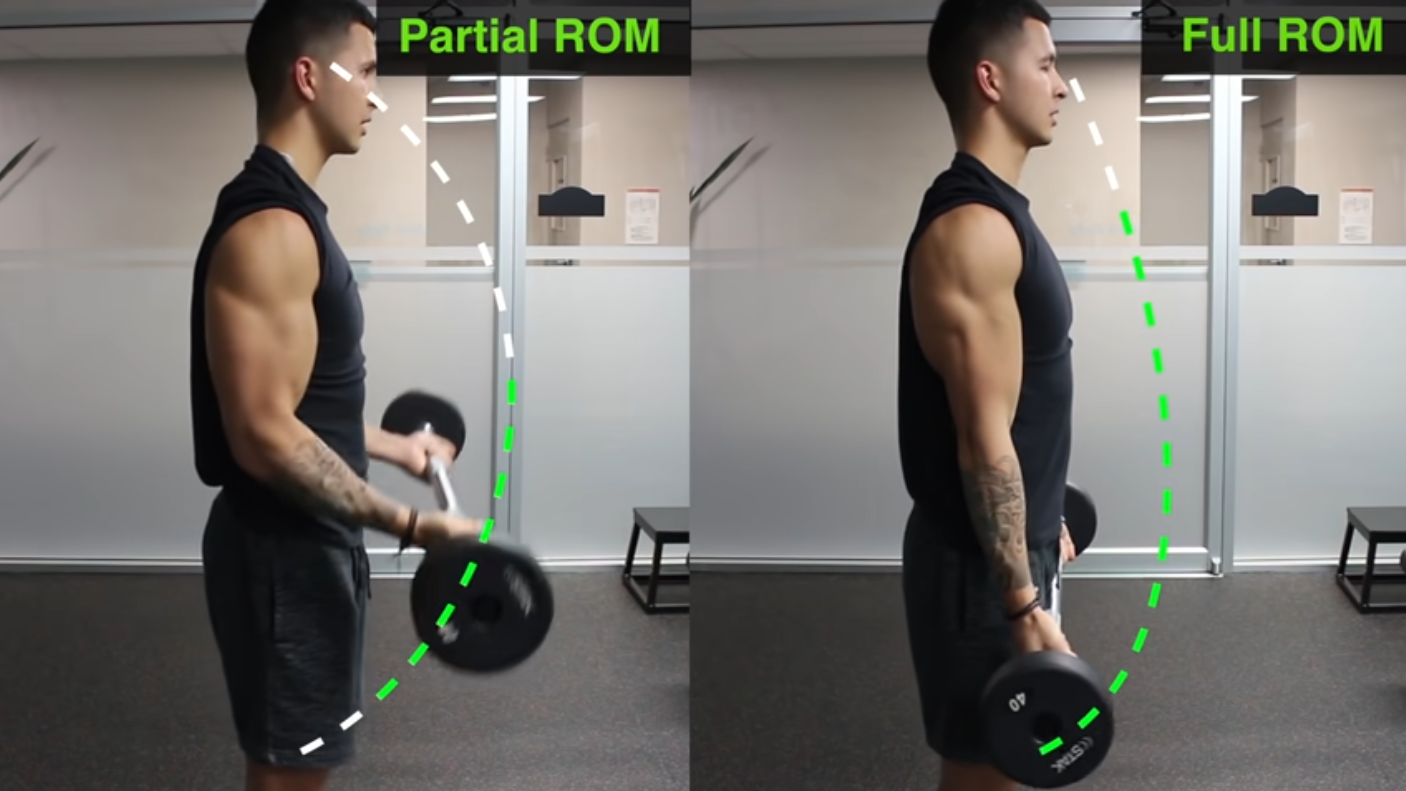 Partial ROM
Full ROM
40
STAK